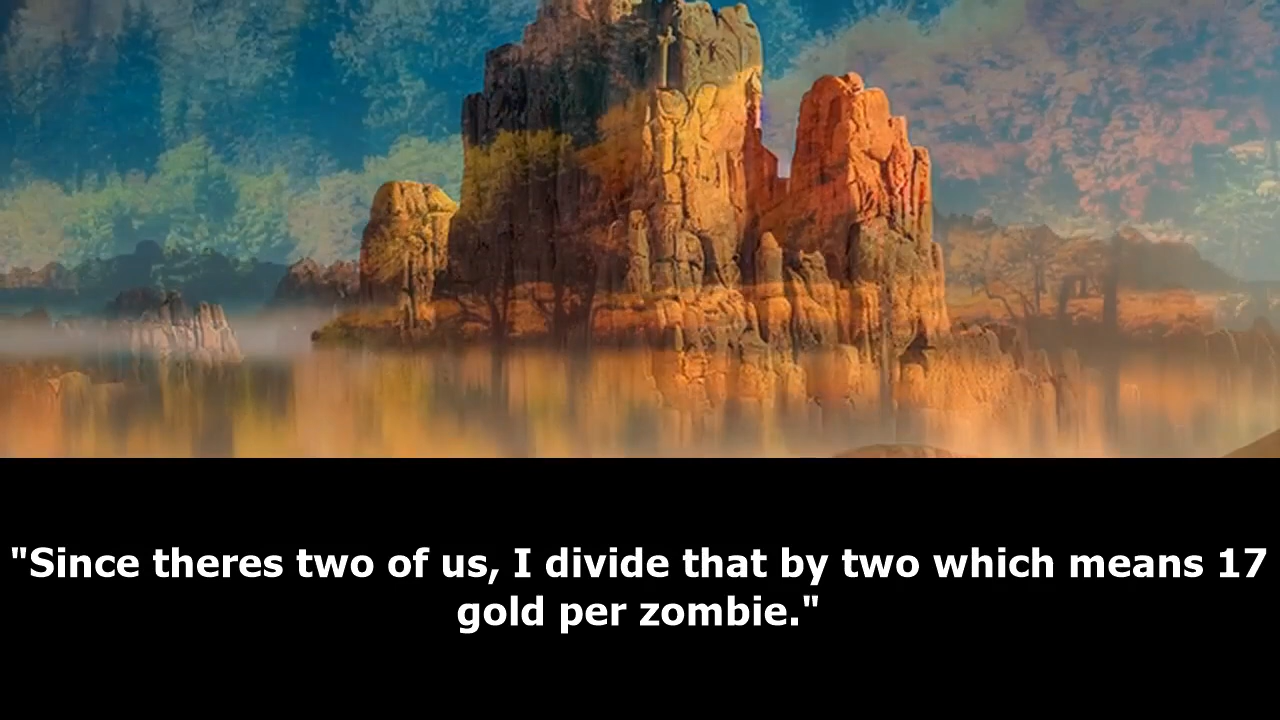 "Since theres two of us, I divide that by two which means 17
gold per zombie."